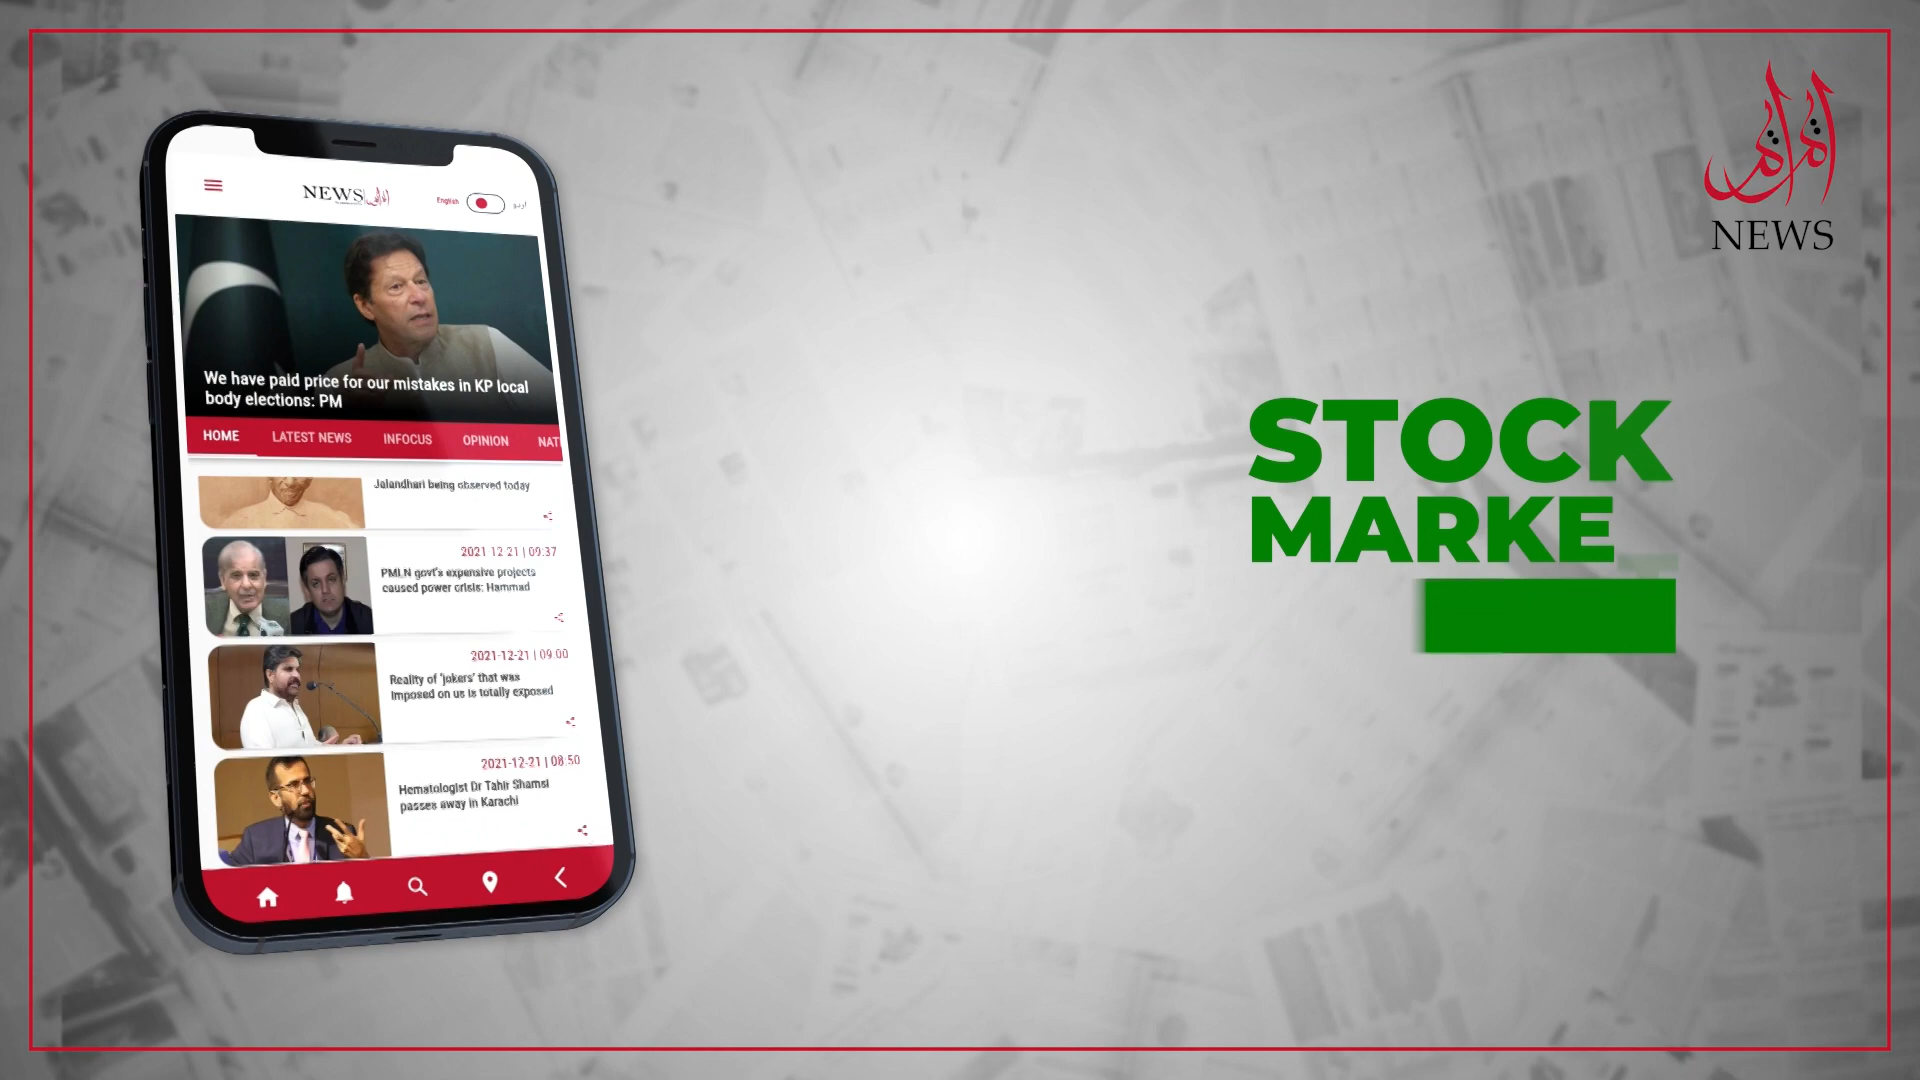 NEWS
English
اردو
We have paid price for our mistakes in KP local
body elections: PM
HOME LATEST NEWS INFOCUS OPINION NAT
Jalandhari being observed today
2021-12-21 | 09:37
PMLN govt's expensive projects
caused power crisis: Hammad
2021-12-21 | 09:00
Reality of 'jokers' that was
imposed on us is totally exposed
2021-12-21 | 08:50
Hematologist Dr Tahir Shamsi
passes away in Karachi
NEWS
STOCK
MARKE